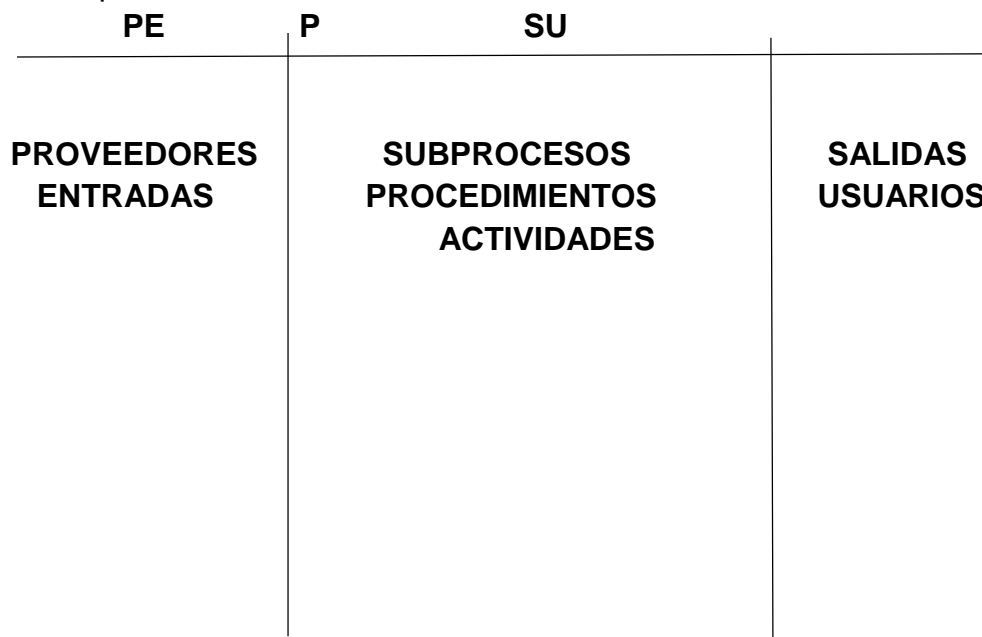 PE P SU
PROVEEDORES SUBPROCESOS SALIDAS
ENTRADAS PROCEDIMIENTOS USUARIOS
ACTIVIDADES